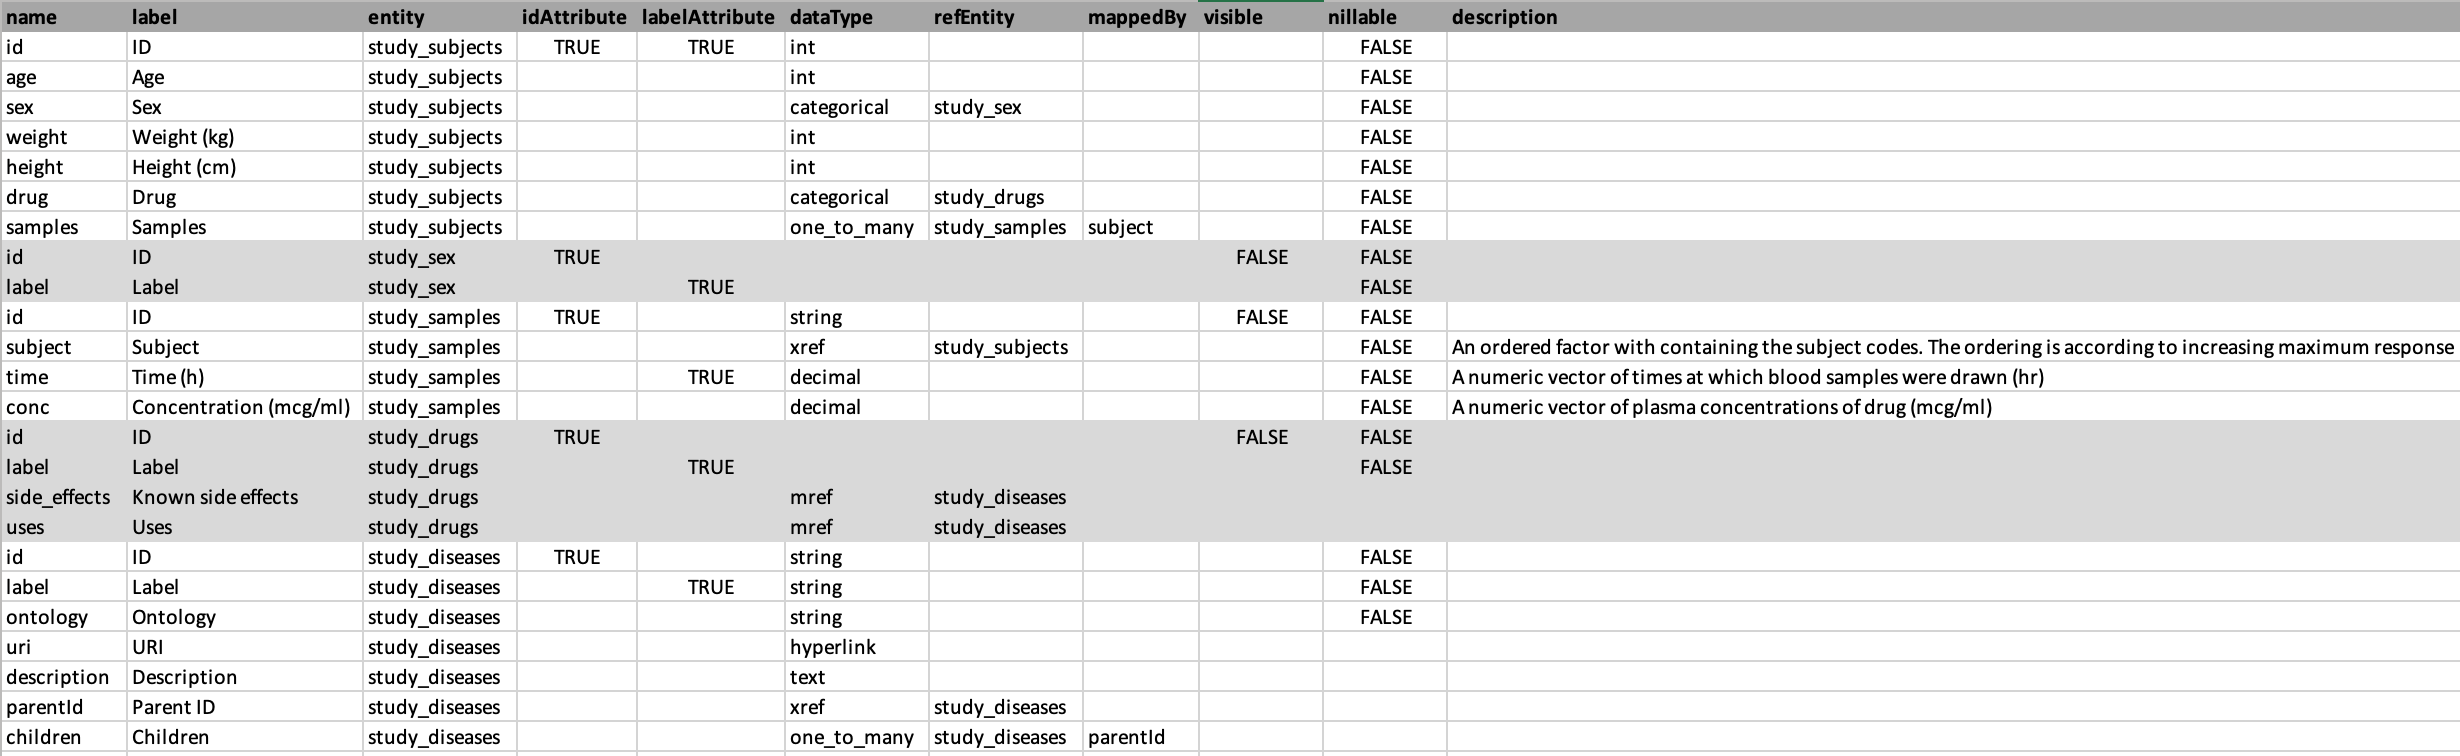 name label entity idAttribute labelAttribute dataType refEntity mappedBy visible nillable description
id ID study_subjects TRUE TRUE int FALSE
age Age study_subjects int FALSE
sex Sex study_subjects categorical study_sex FALSE
weight Weight (kg) study_subjects int FALSE
height Height (cm) study_subjects int FALSE
drug Drug study_subjects categorical study_drugs FALSE
samples Samples study_subjects one_to_many study_samples subject FALSE
id ID study_sex TRUE FALSE FALSE
label Label study_sex TRUE FALSE
id ID study_samples TRUE string FALSE FALSE
subject Subject study_samples xref study_subjects FALSE An ordered factor with containing the subject codes. The ordering is according to increasing maximum response
time Time (h) study_samples TRUE decimal FALSE A numeric vector of times at which blood samples were drawn (hr)
conc Concentration (mcg/ml) study_samples decimal FALSE A numeric vector of plasma concentrations of drug (mcg/ml)
id ID study_drugs TRUE FALSE FALSE
label Label study_drugs TRUE FALSE
side_effects Known side effects study_drugs mref study_diseases
uses Uses study_drugs mref study_diseases
id ID study_diseases TRUE string FALSE
label Label study_diseases TRUE string FALSE
ontology Ontology study_diseases string FALSE
uri URI study_diseases hyperlink
description Description study_diseases text
parentId Parent ID study_diseases xref study_diseases
children Children study_diseases one_to_many study_diseases parentId